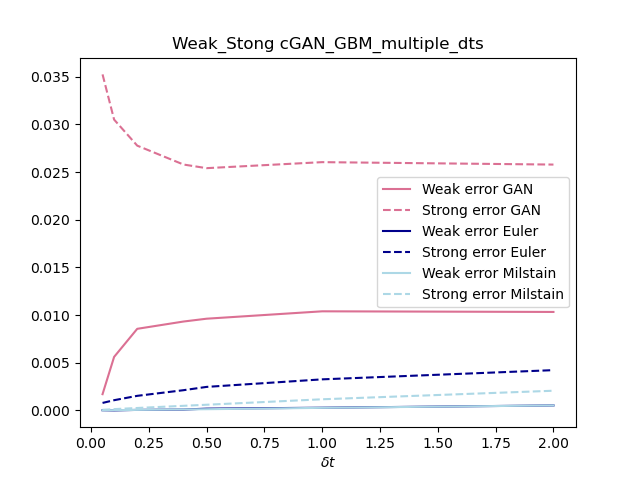 Weak_Stong cGAN_GBM_multiple_dts
0.035
0.030
0.025
0.020
0.015
0.010
0.005
0.000
Weak error GAN
Strong error GAN
Weak error Euler
Strong error Euler
Weak error Milstain
Strong error Milstain
0.00 0.25 0.50 0.75 1.00 1.25 1.50 1.75 2.00
δt